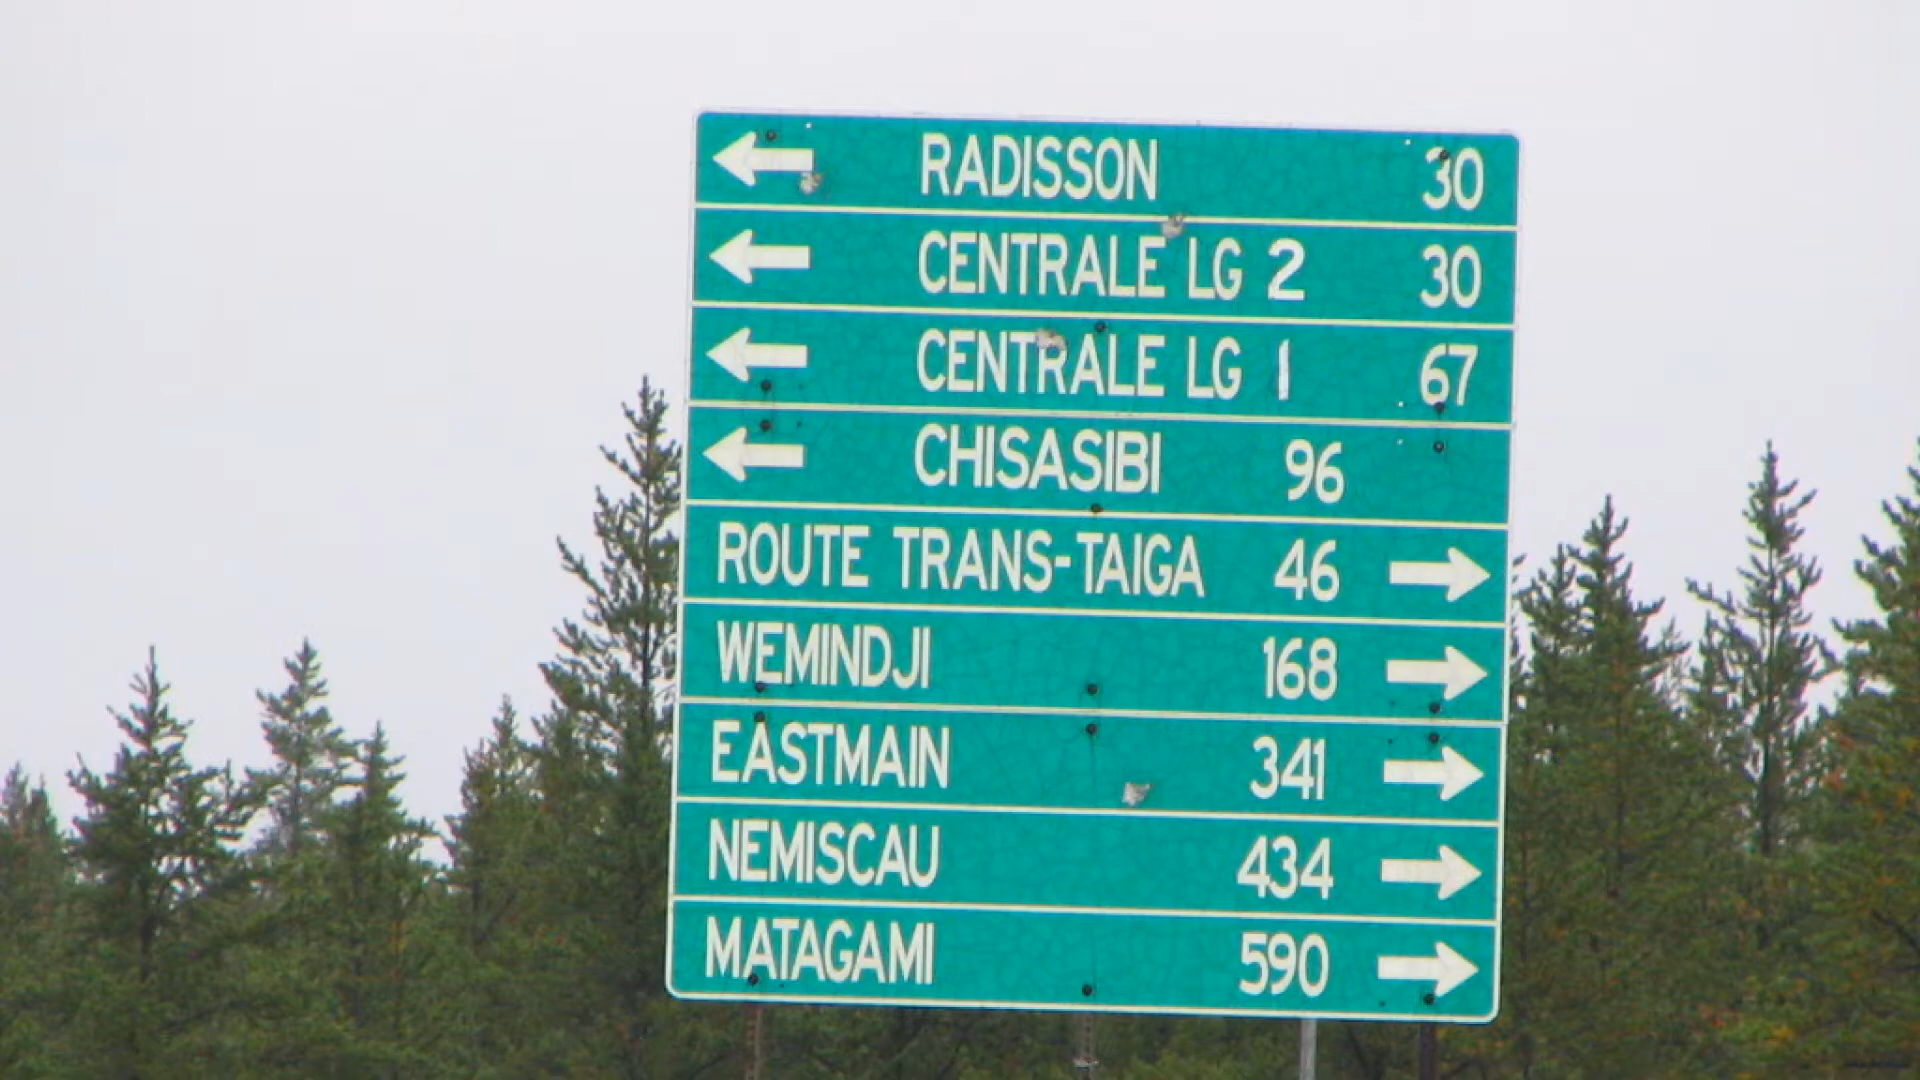 RADISSON 30
CENTRALE LG 2 30
CENTRALE LG 1 67
CHISASIBI 96
ROUTE TRANS-TAIGA 46
WEMINDJI 168
EASTMAIN 341
NEMISCAU 434
MATAGAMI 590